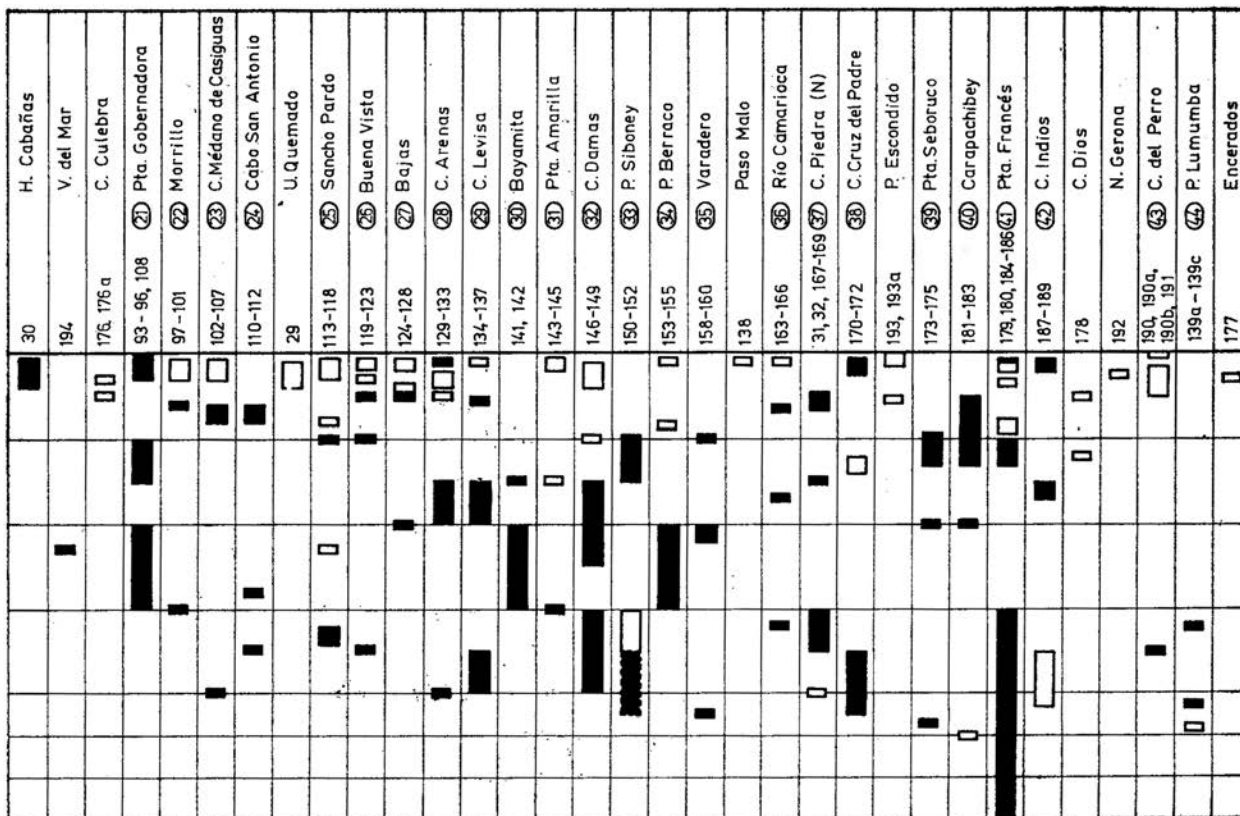 H. Cabañas
30
V. del Mar
194
C. Culebra
176, 176a
㉑ Pta. Gobernadora
93-96, 108
㉒ Morrillo
97-101
㉓ C. Médano de Casiguas
102-107
㉔ Cabo San Antonio
110-112
U. Quemado
29
㉕ Sancho Pardo
113-118
㉖ Buena Vista
119-123
㉗ Bajas
124-128
㉘ C. Arenas
129-133
㉙ C. Levisa
134-137
㉚ Bayamita
141, 142
㉛ Pta. Amarilla
143-145
㉜ C. Damas
146-149
㉝ P. Siboney
150-152
㉞ P. Berraco
153-155
㉟ Varadero
158-160
Paso Malo
138
㊱ Río Camarioca
163-166
㊲ C. Piedra (N)
31, 32, 167-169
㊳ C. Cruz del Padre
170-172
P. Escondido
193, 193a
㊴ Pta. Seboruco
173-175
㊵ Carapachibey
181-183
㊶ Pta. Francés
179, 180, 184-186
㊷ C. Indios
187-189
C. Dios
178
N. Gerona
192
㊸ C. del Perro
190, 190a,
190b, 191
㊹ P. Lumumba
139a-139c
Encerados
177